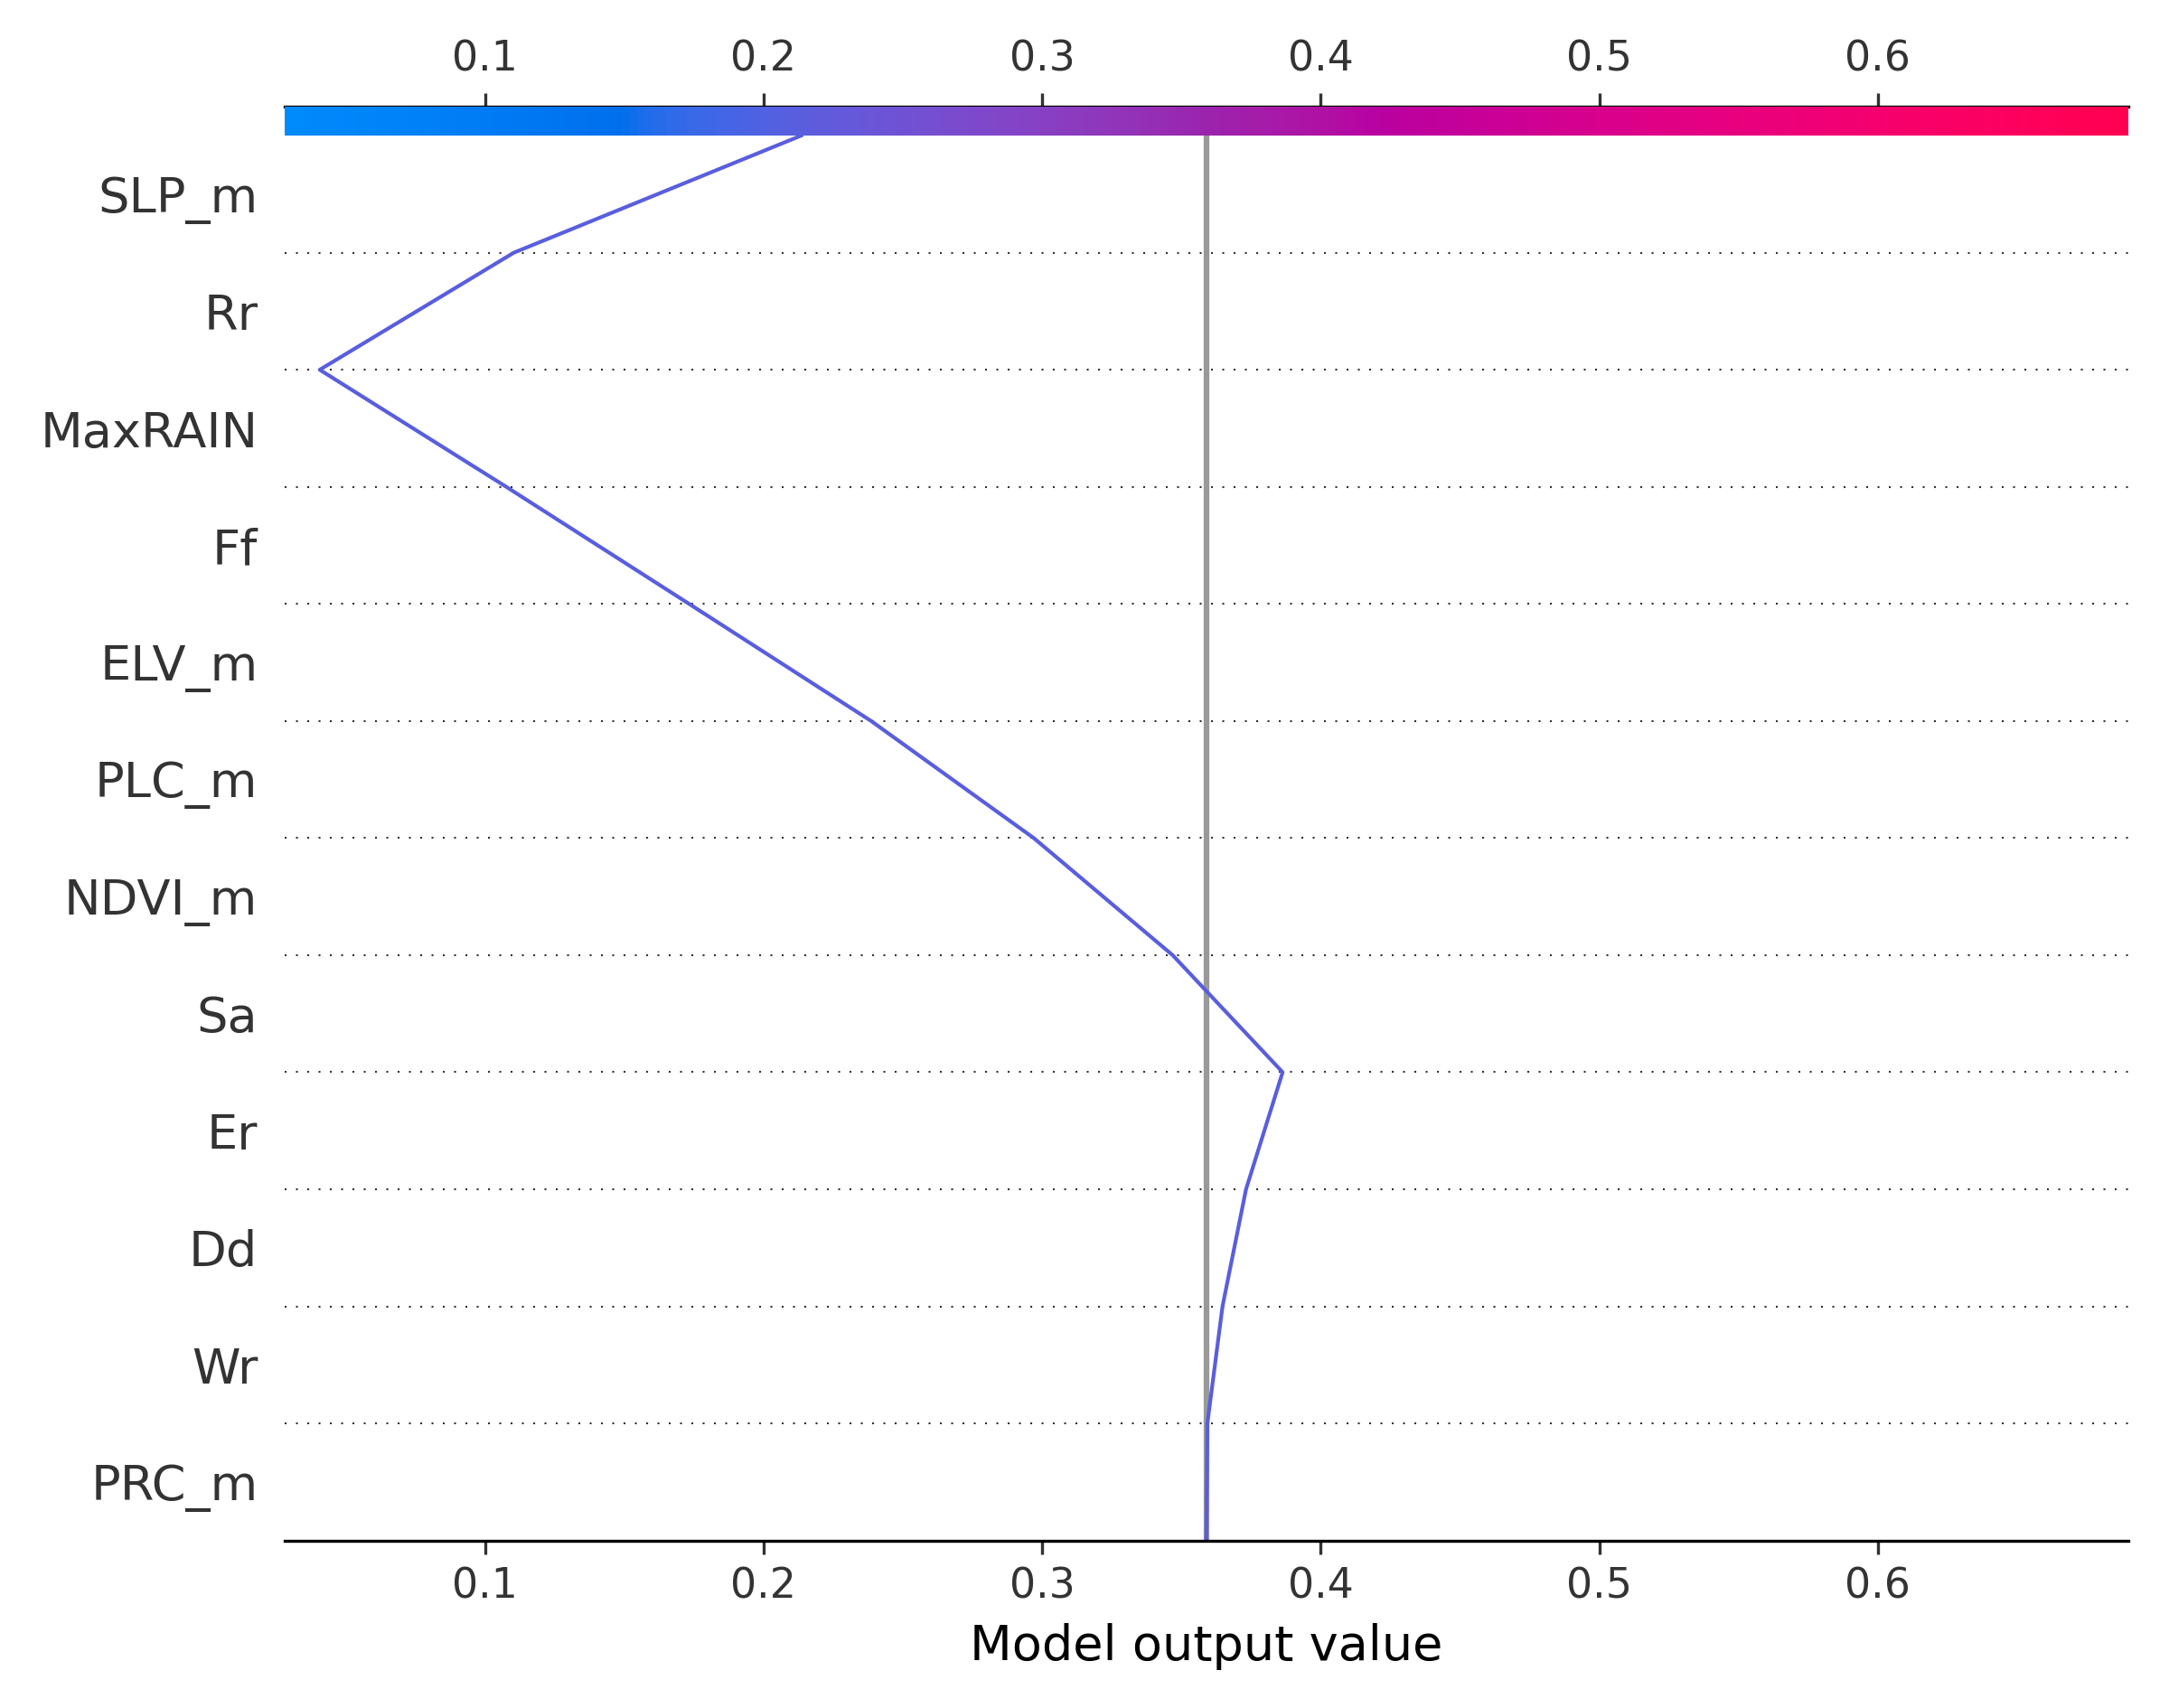 0.1 0.2 0.3 0.4 0.5 0.6
SLP_m
Rr
MaxRAIN
Ff
ELV_m
PLC_m
NDVI_m
Sa
Er
Dd
Wr
PRC_m
0.1 0.2 0.3 0.4 0.5 0.6
Model output value